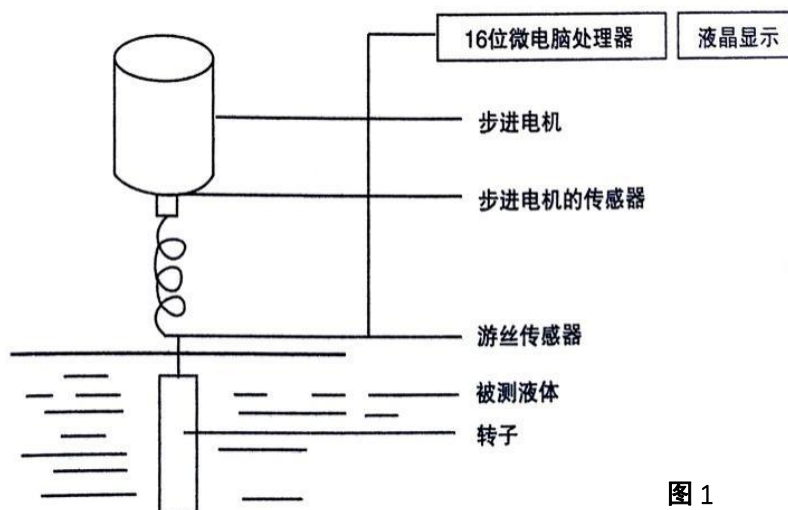 16位微电脑处理器 液晶显示
步进电机
步进电机的传感器
游丝传感器
被测液体
转子
图 1